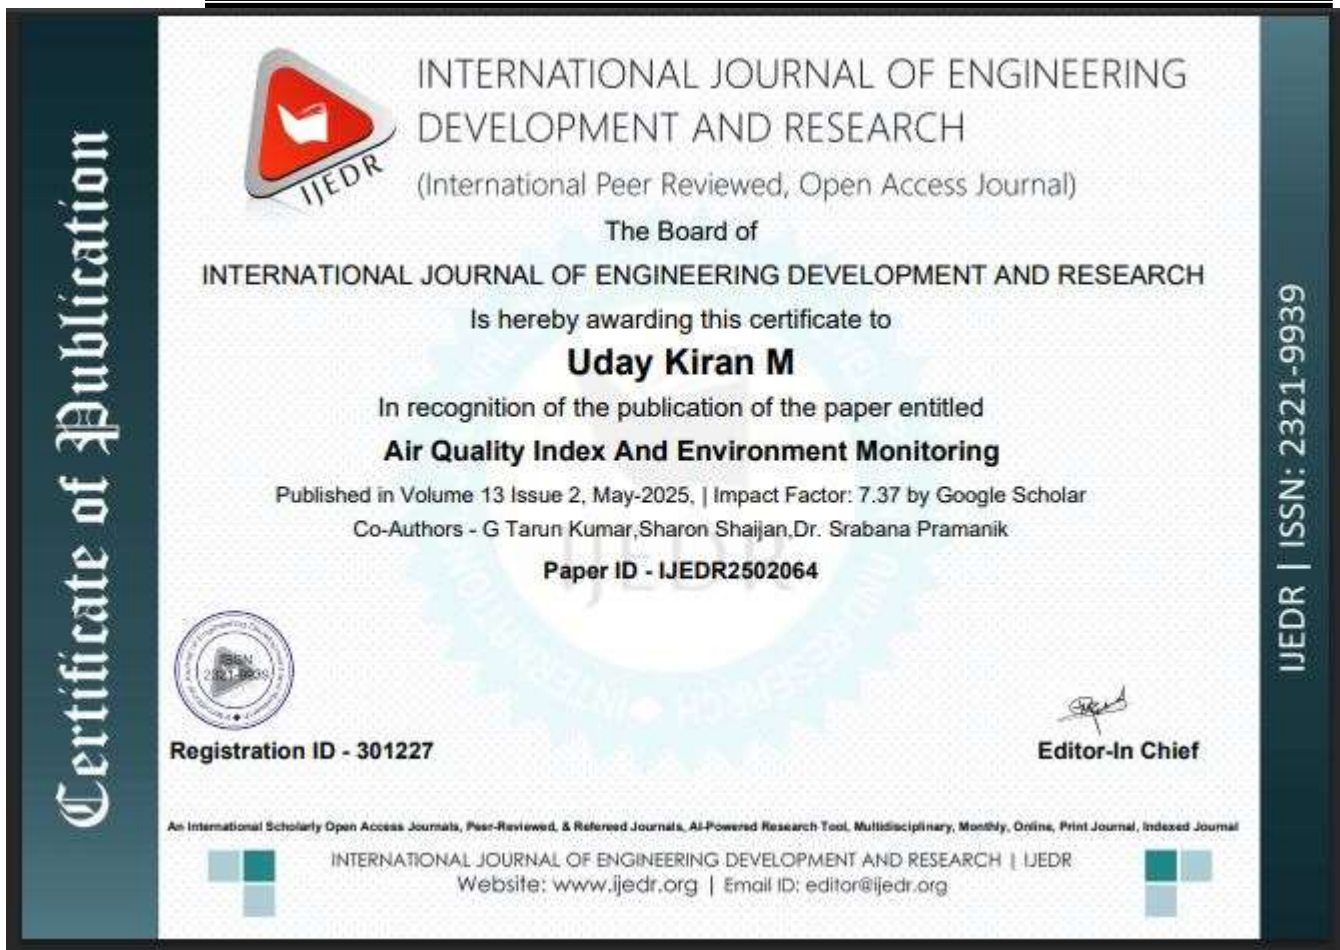 Certificate of Publication
IJEDR
INTERNATIONAL JOURNAL OF ENGINEERING
DEVELOPMENT AND RESEARCH
(International Peer Reviewed, Open Access Journal)
The Board of
INTERNATIONAL JOURNAL OF ENGINEERING DEVELOPMENT AND RESEARCH
Is hereby awarding this certificate to
Uday Kiran M
In recognition of the publication of the paper entitled
Air Quality Index And Environment Monitoring
Published in Volume 13 Issue 2, May-2025, | Impact Factor: 7.37 by Google Scholar
Co-Authors - G Tarun Kumar,Sharon Shaijan,Dr. Srabana Pramanik
Paper ID - IJEDR2502064
IJEDR
ISSN
2321-9939
Registration ID - 301227
Editor-In Chief
An International Scholarly Open Access Journals, Peer-Reviewed, & Refereed Journals, AI-Powered Research Tool, Multidisciplinary, Monthly, Online, Print Journal, Indexed Journal
INTERNATIONAL JOURNAL OF ENGINEERING DEVELOPMENT AND RESEARCH | IJEDR
Website: www.ijedr.org | Email ID: editor@ijedr.org
IJEDR | ISSN: 2321-9939